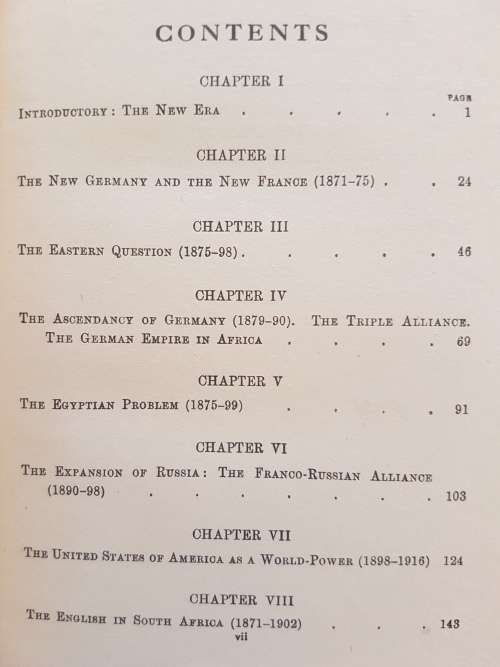 CONTENTS
CHAPTER I
PAGE
INTRODUCTORY: THE NEW ERA . . . . . 1
CHAPTER II
THE NEW GERMANY AND THE NEW FRANCE (1871–75) . . 24
CHAPTER III
THE EASTERN QUESTION (1875–98) . . . . . 46
CHAPTER IV
THE ASCENDANCY OF GERMANY (1879–90). THE TRIPLE ALLIANCE.
THE GERMAN EMPIRE IN AFRICA . . . . 69
CHAPTER V
THE EGYPTIAN PROBLEM (1875–99) . . . . 91
CHAPTER VI
THE EXPANSION OF RUSSIA: THE FRANCO-RUSSIAN ALLIANCE
(1890–98) . . . . . . . 103
CHAPTER VII
THE UNITED STATES OF AMERICA AS A WORLD-POWER (1898–1916) 124
CHAPTER VIII
THE ENGLISH IN SOUTH AFRICA (1871–1902) . . . 143
vii